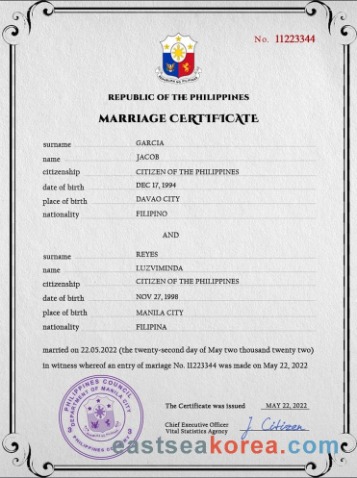 No. 11223344
REPUBLIC OF THE PHILIPPINES
MARRIAGE CERTIFICATE
surname GARCIA
name JACOB
citizenship CITIZEN OF THE PHILIPPINES
date of birth DEC 17, 1994
place of birth DAVAO CITY
nationality FILIPINO
AND
surname REYES
name LUZVIMINDA
citizenship CITIZEN OF THE PHILIPPINES
date of birth NOV 27, 1998
place of birth MANILA CITY
nationality FILIPINA
married on 22.05.2022 (the twenty-second day of May two thousand twenty two)
in witness whereof an entry of marriage No. 11223344 was made on May 22, 2022
PHILIPPINES COUNCIL
DEPARTMENT OF MANILA CITY
The Certificate was issued MAY 22, 2022
Chief Executive Officer
Vital Statistics Agency
J. Citizen
eastseakorea.com